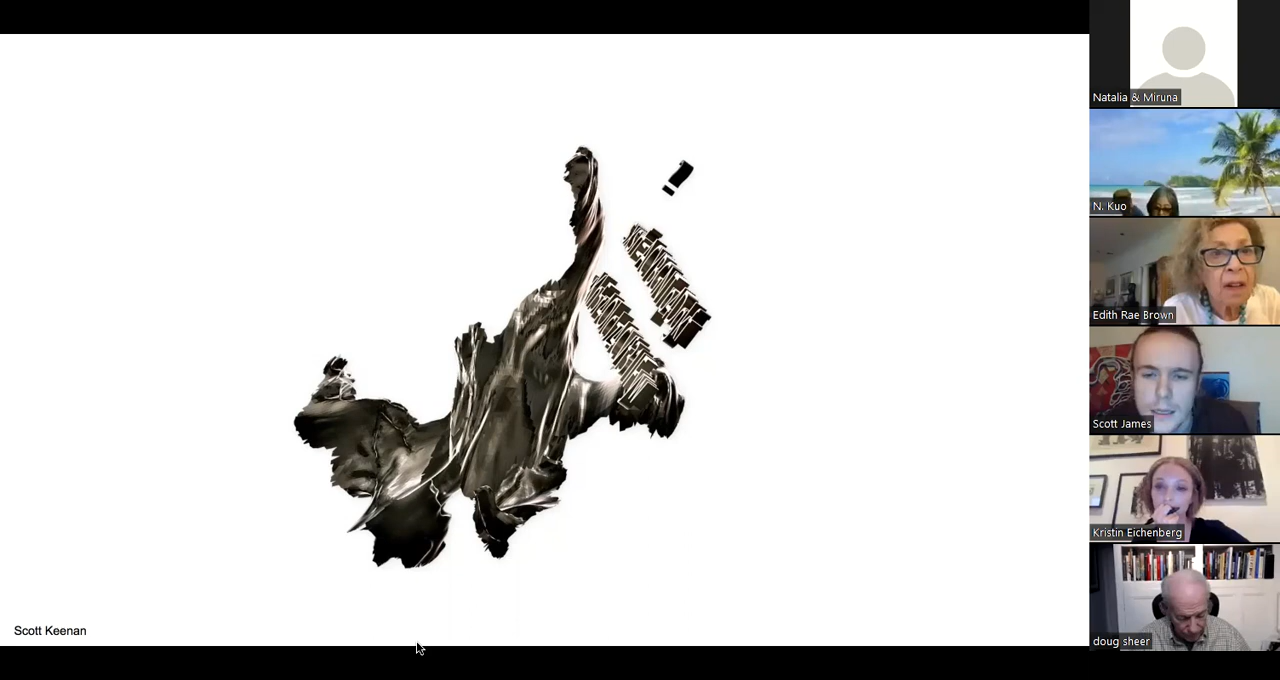 Scott Keenan
Natalia & Miruna
N. Kuo
Edith Rae Brown
Scott James
Kristin Eichenberg
doug sheer